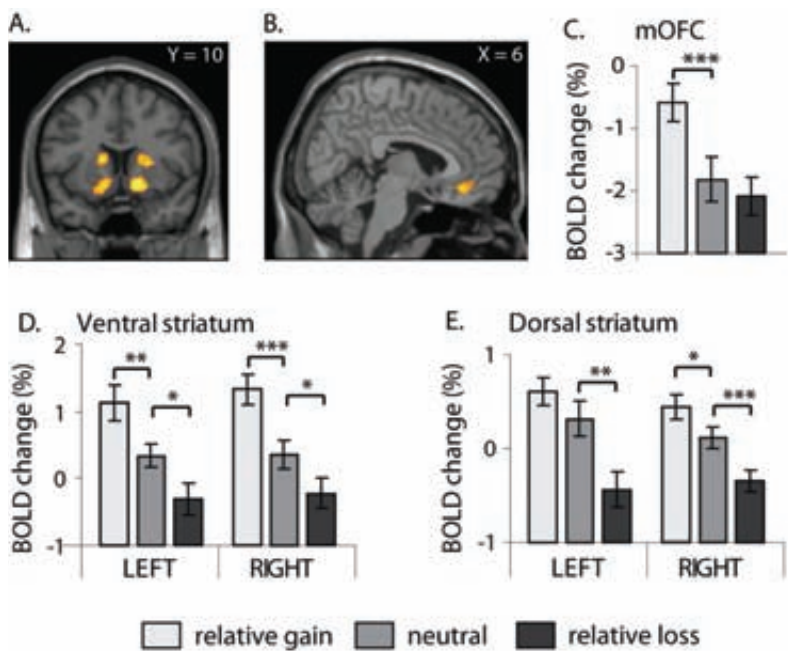 A.
Y = 10
B.
X = 6
C. mOFC
BOLD change (%)
0
-1
-2
-3
***
D. Ventral striatum
BOLD change (%)
2
1
0
-1
**
*
***
*
LEFT RIGHT
E. Dorsal striatum
BOLD change (%)
1
0
-1
**
*
***
LEFT RIGHT
relative gain neutral relative loss